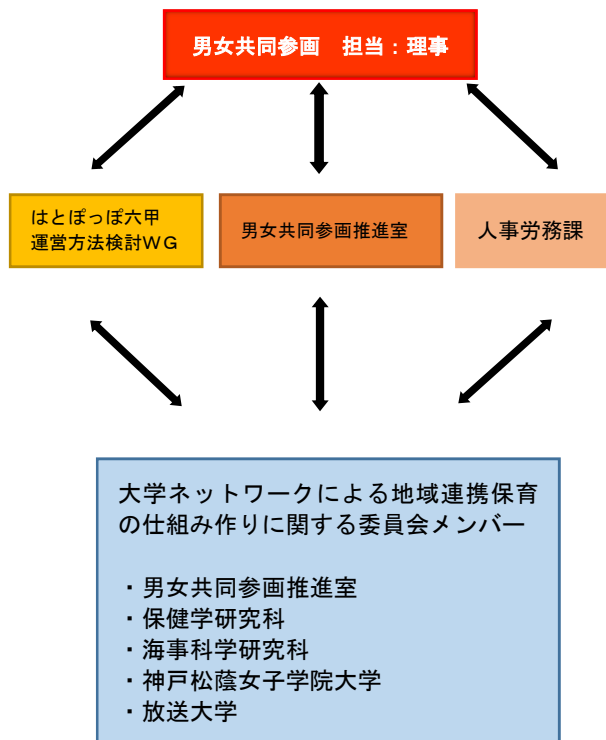 男女共同参画　担当：理事
はとぽっぽ六甲
運営方法検討ＷＧ
男女共同参画推進室
人事労務課
大学ネットワークによる地域連携保育
の仕組み作りに関する委員会メンバー
・男女共同参画推進室
・保健学研究科
・海事科学研究科
・神戸松蔭女子学院大学
・放送大学